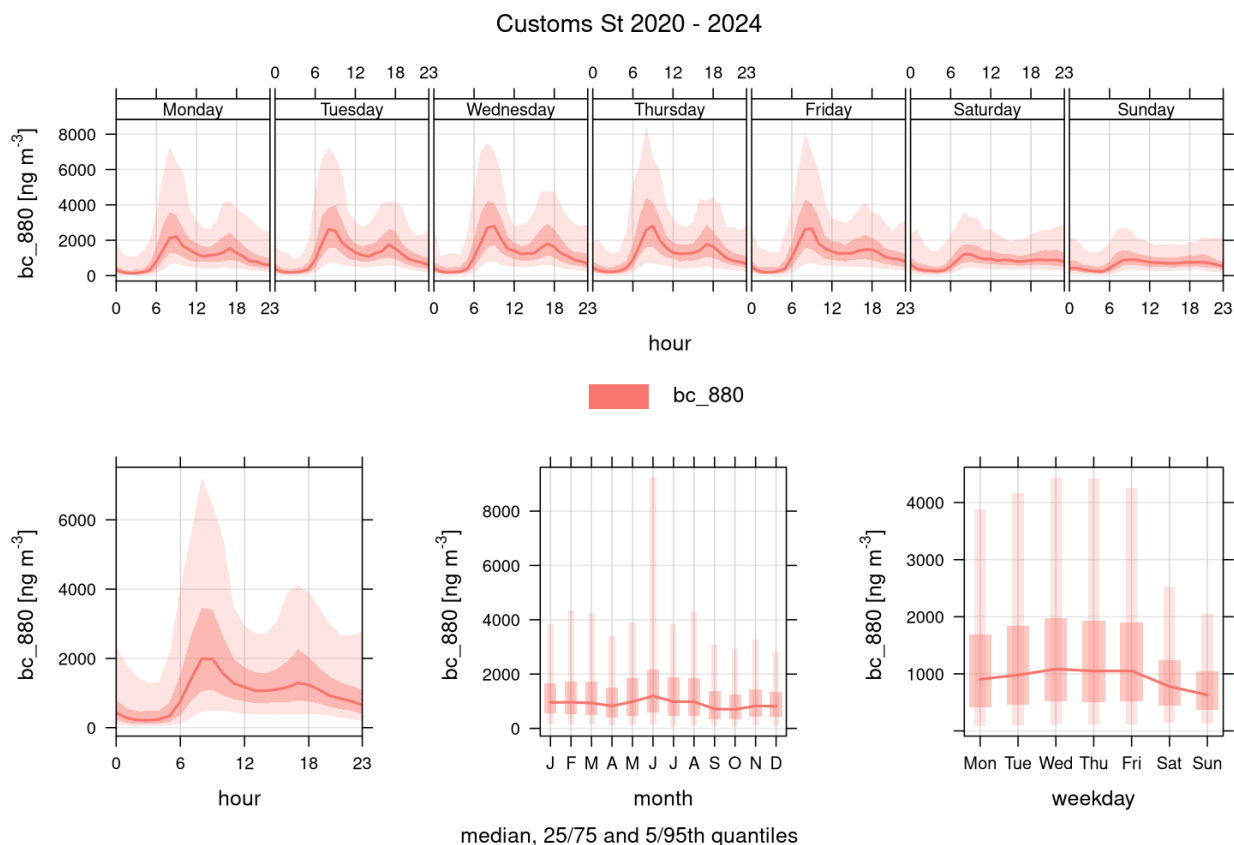 Customs St 2020 - 2024
0 6 12 18 23 0 6 12 18 23 0 6 12 18 23
Monday Tuesday Wednesday Thursday Friday Saturday Sunday
bc_880 [ng m-3]
8000
6000
4000
2000
0
0 6 12 18 23 0 6 12 18 23 0 6 12 18 23 0 6 12 18 23
hour
bc_880
bc_880 [ng m-3]
6000
4000
2000
0
0 6 12 18 23
hour
bc_880 [ng m-3]
8000
6000
4000
2000
0
J F M A M J J A S O N D
month
bc_880 [ng m-3]
4000
3000
2000
1000
Mon Tue Wed Thu Fri Sat Sun
weekday
median, 25/75 and 5/95th quantiles